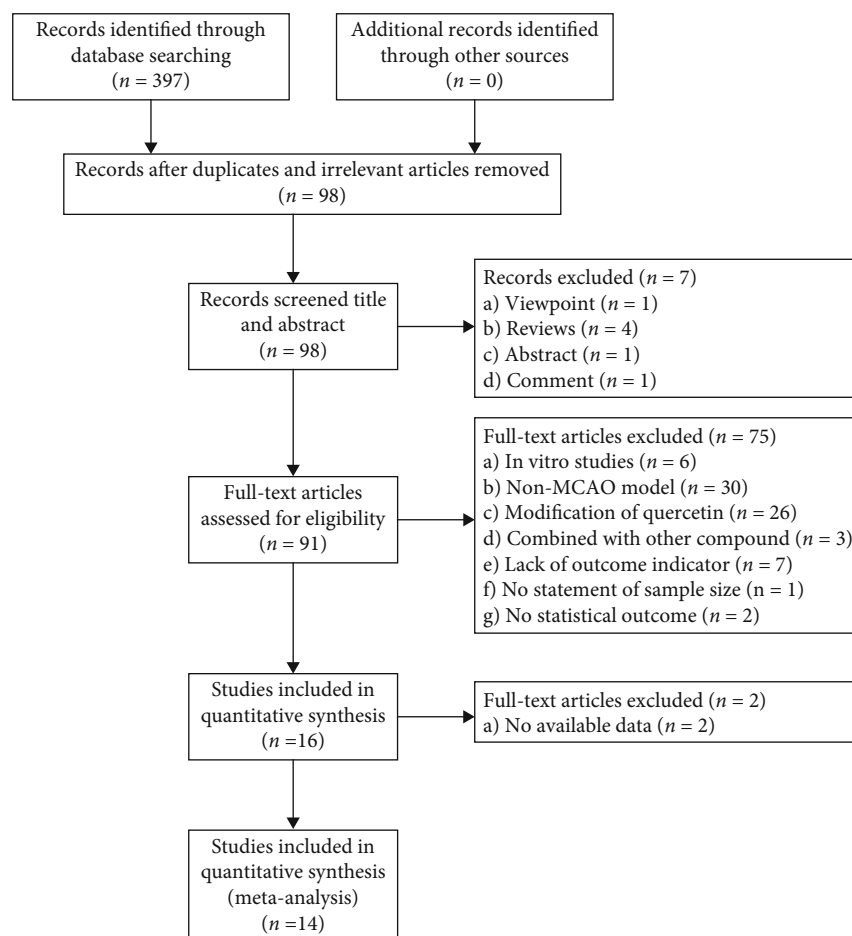 Records identified through
database searching
(n = 397)
Additional records identified
through other sources
(n = 0)
Records after duplicates and irrelevant articles removed
(n = 98)
Records screened title
and abstract
(n = 98)
Records excluded (n = 7)
a) Viewpoint (n = 1)
b) Reviews (n = 4)
c) Abstract (n = 1)
d) Comment (n = 1)
Full-text articles
assessed for eligibility
(n = 91)
Full-text articles excluded (n = 75)
a) In vitro studies (n = 6)
b) Non-MCAO model (n = 30)
c) Modification of quercetin (n = 26)
d) Combined with other compound (n = 3)
e) Lack of outcome indicator (n = 7)
f) No statement of sample size (n = 1)
g) No statistical outcome (n = 2)
Studies included in
quantitative synthesis
(n =16)
Full-text articles excluded (n = 2)
a) No available data (n = 2)
Studies included in
quantitative synthesis
(meta-analysis)
(n =14)